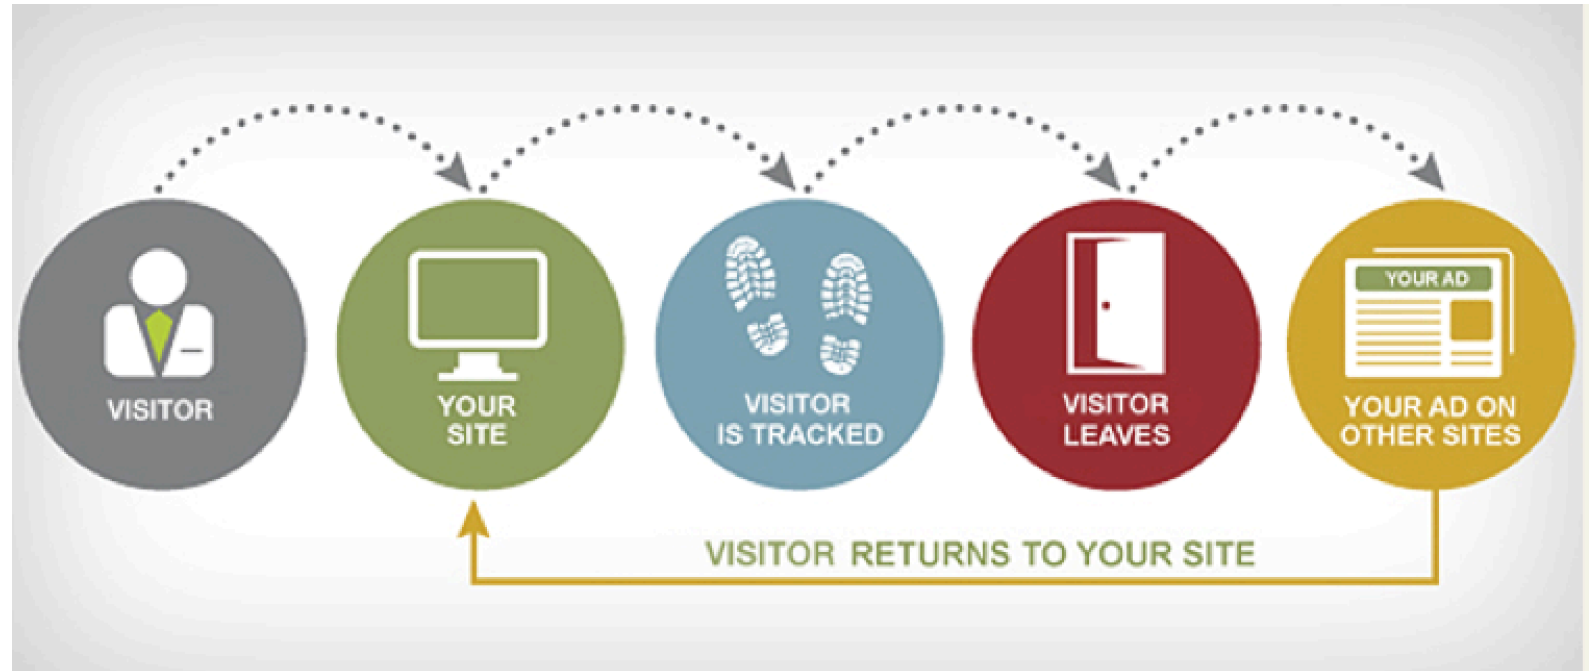 VISITOR
YOUR
SITE
VISITOR
IS TRACKED
VISITOR
LEAVES
YOUR AD
YOUR AD ON
OTHER SITES
VISITOR RETURNS TO YOUR SITE